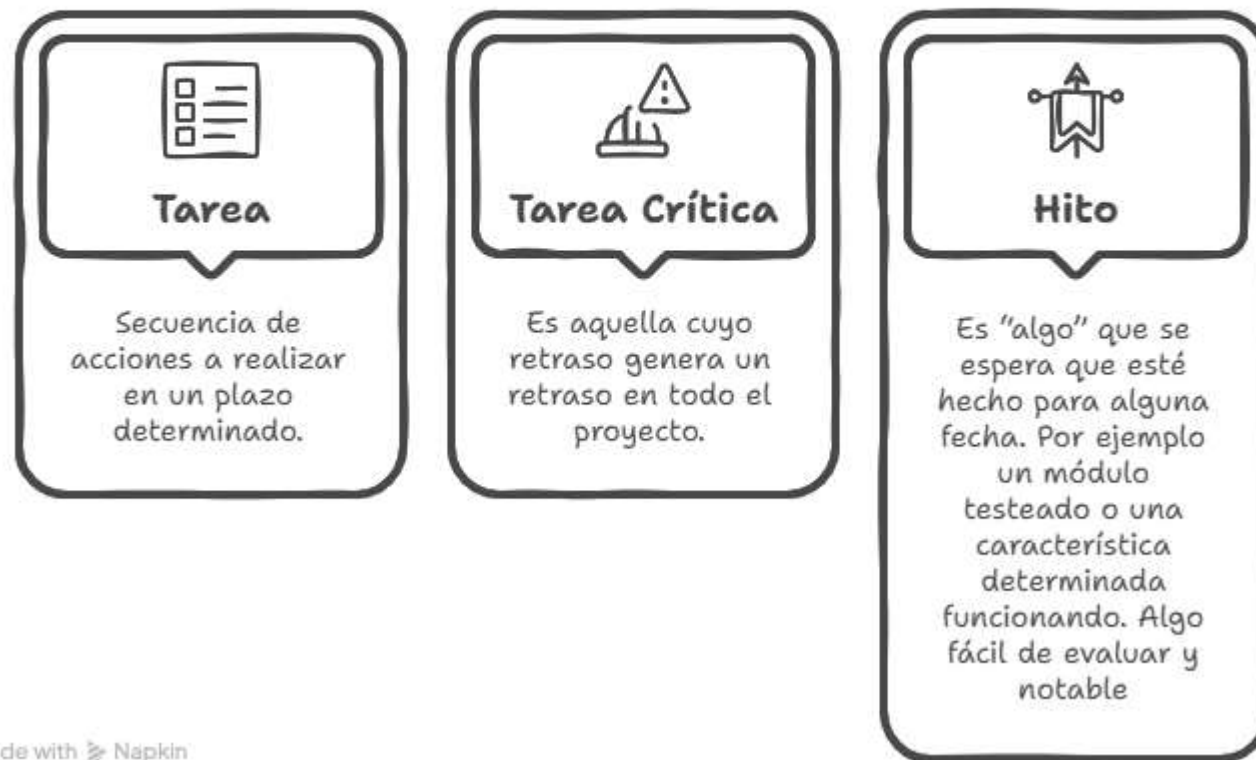 Tarea
Secuencia de
acciones a realizar
en un plazo
determinado.
Tarea Crítica
Es aquella cuyo
retraso genera un
retraso en todo el
proyecto.
Hito
Es "algo" que se
espera que esté
hecho para alguna
fecha. Por ejemplo
un módulo
testeado o una
característica
determinada
funcionando. Algo
fácil de evaluar y
notable
de with Napkin